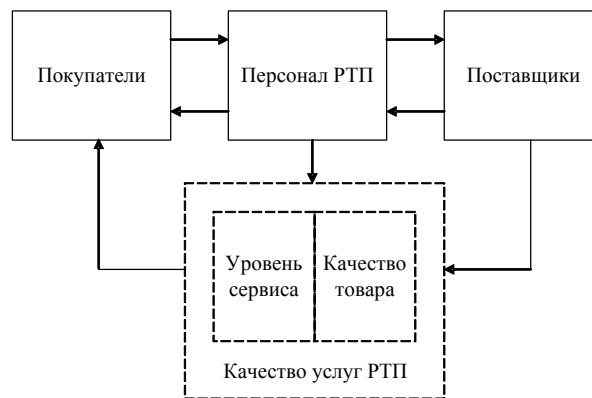 Покупатели
Персонал РТП
Поставщики
Уровень
сервиса
Качество
товара
Качество услуг РТП